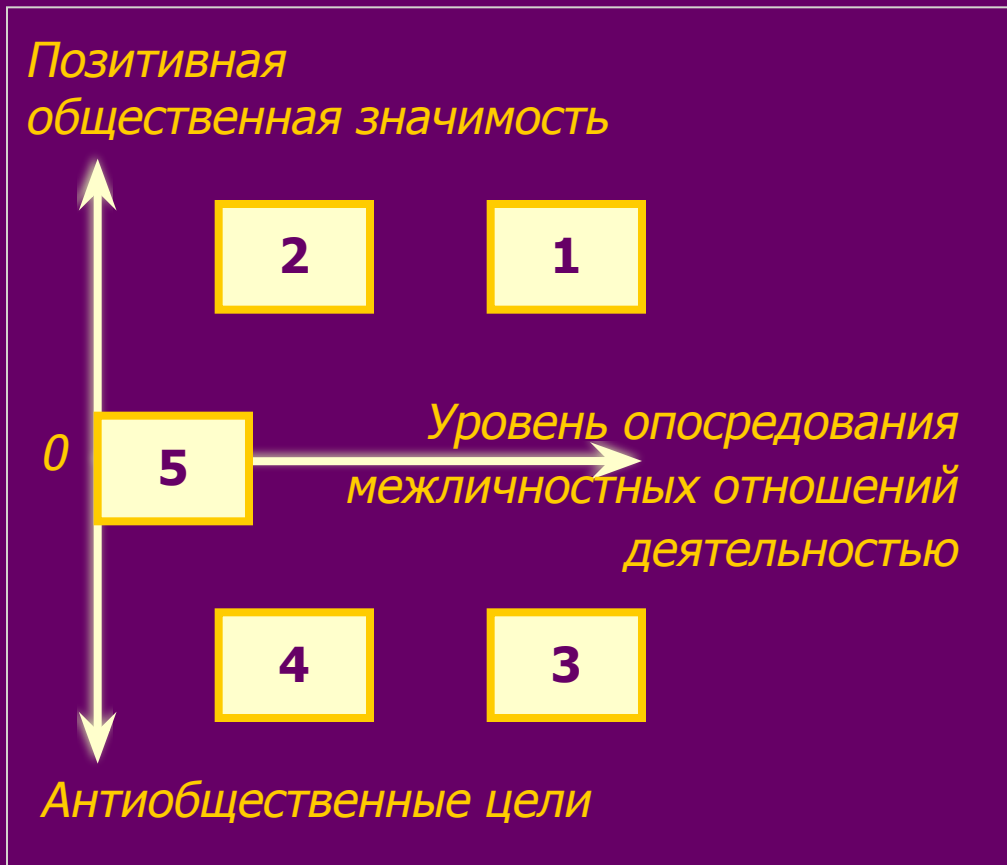 Позитивная
общественная значимость
2
1
0
5
Уровень опосредования
межличностных отношений
деятельностью
4
3
Антиобщественные цели